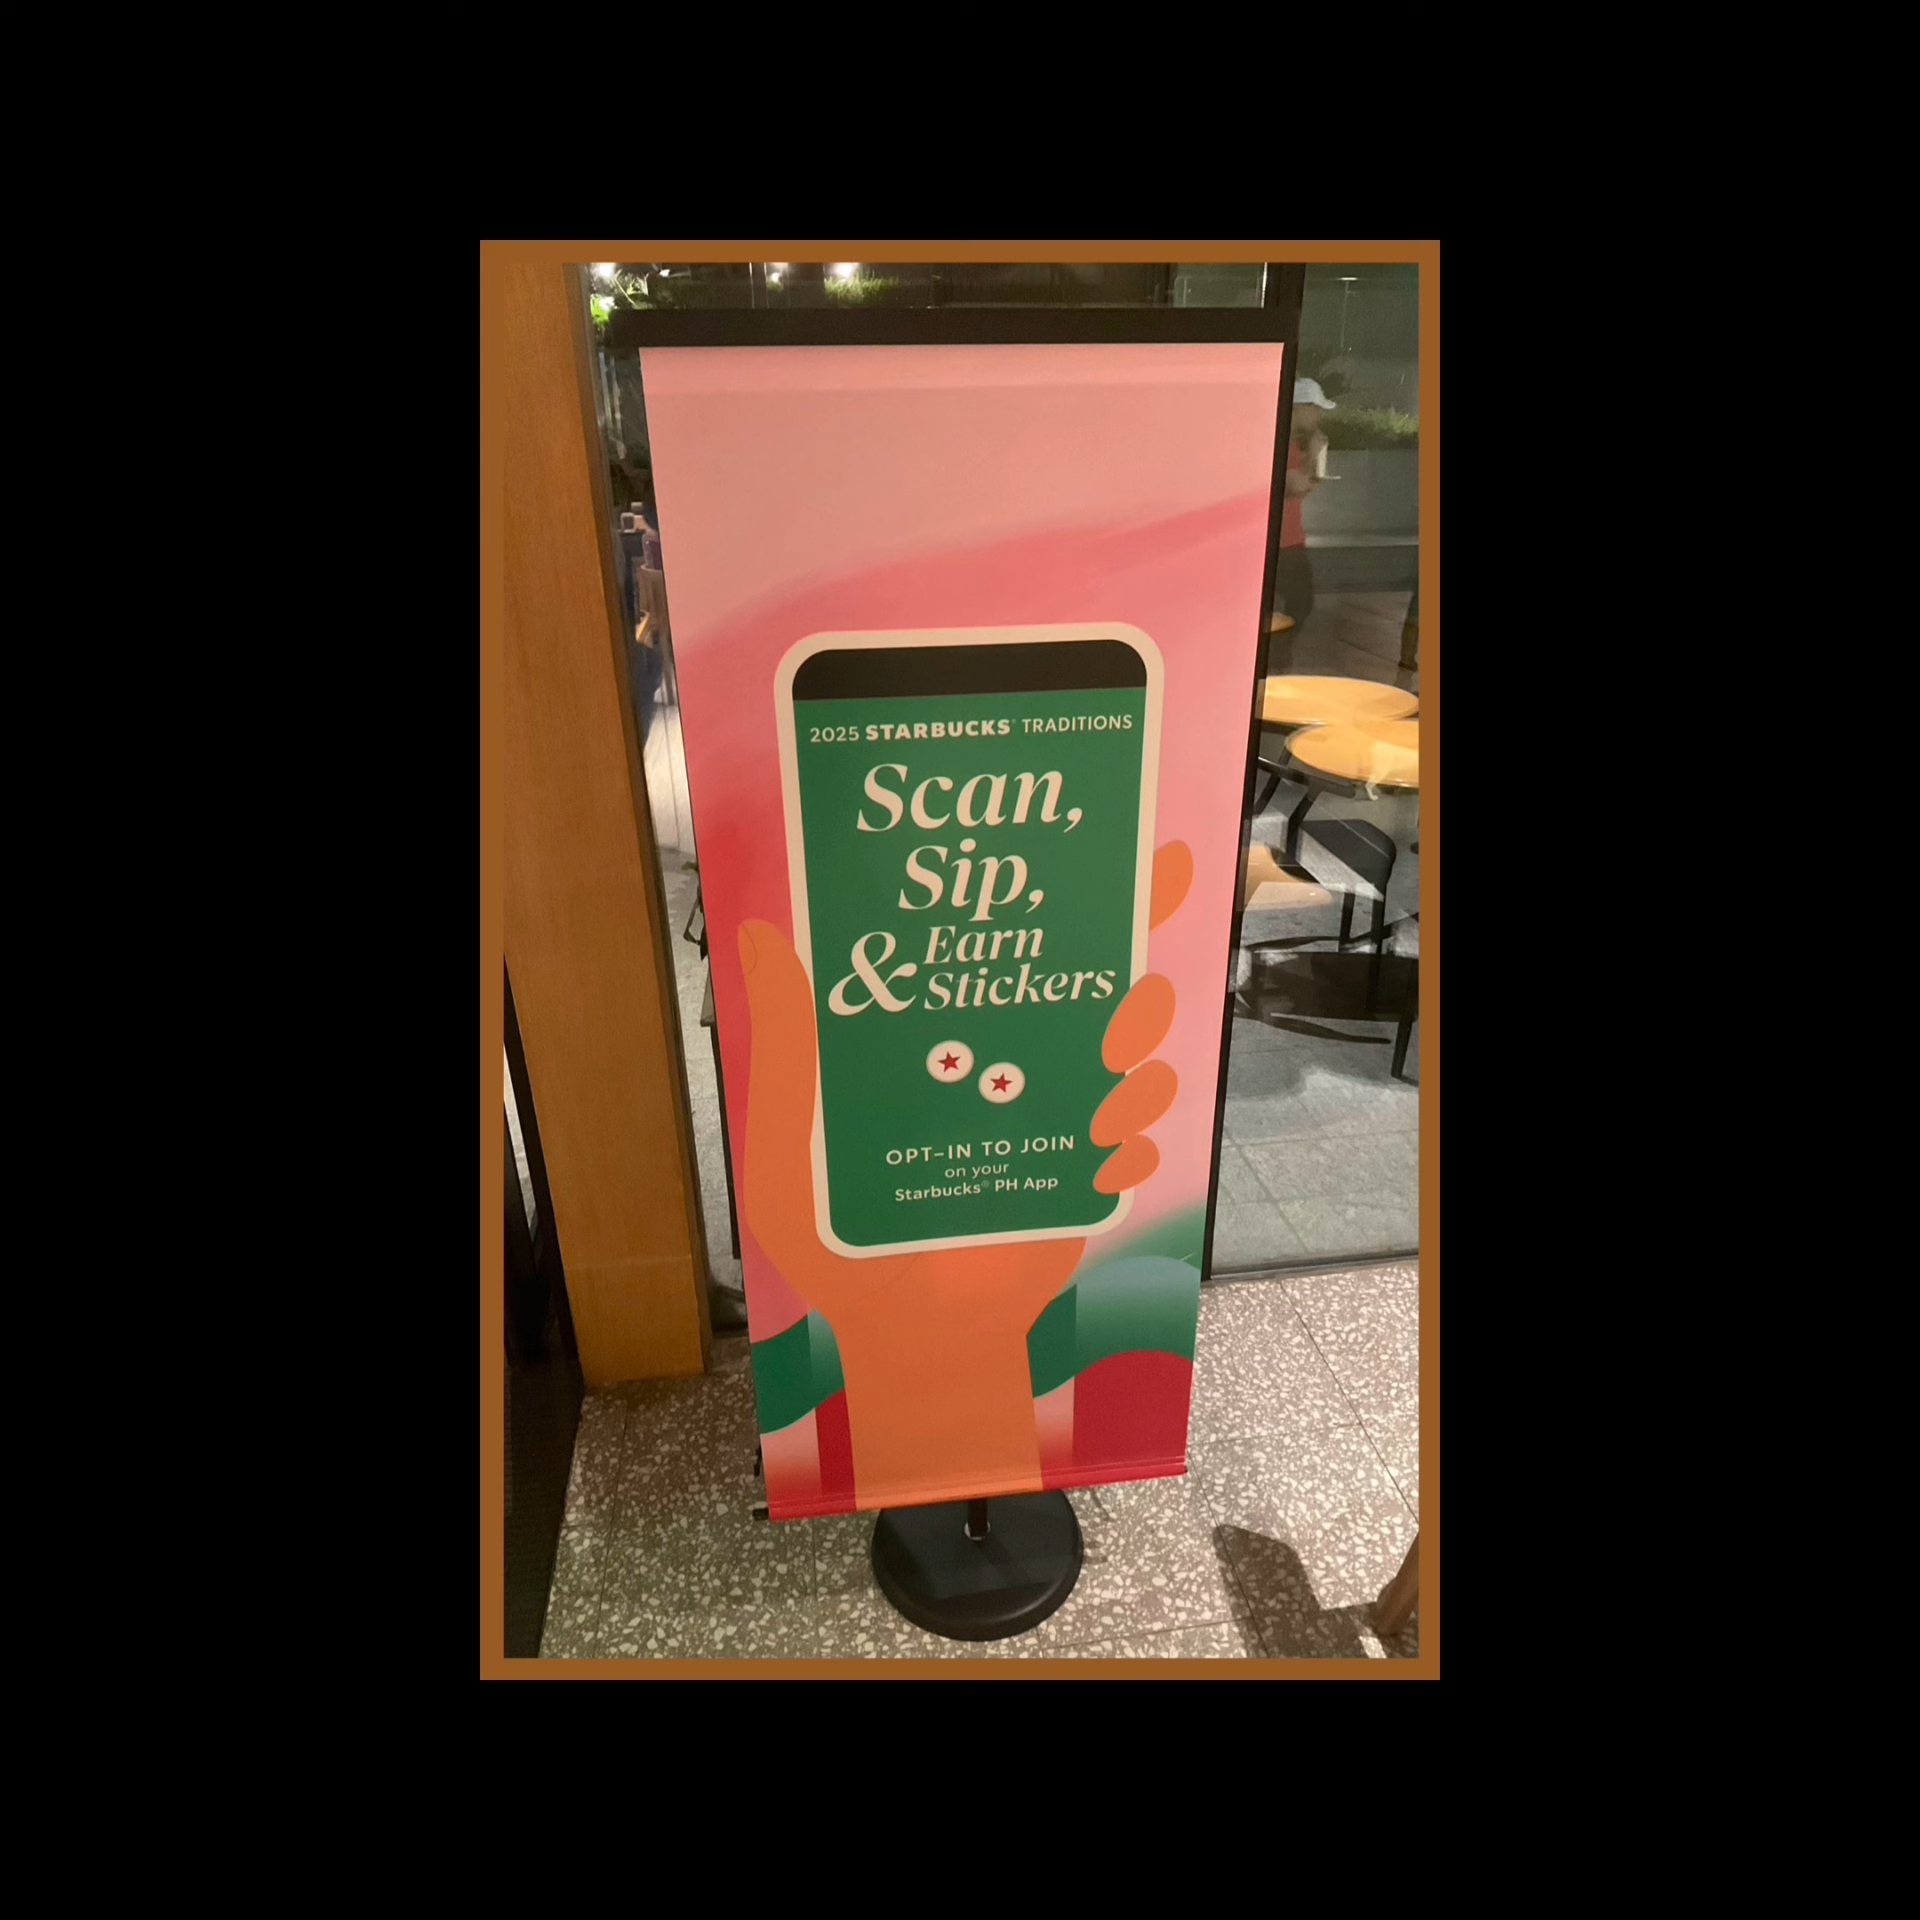 2025 STARBUCKS® TRADITIONS
Scan,
Sip,
& Earn
Stickers
OPT-IN TO JOIN
on your
Starbucks® PH App